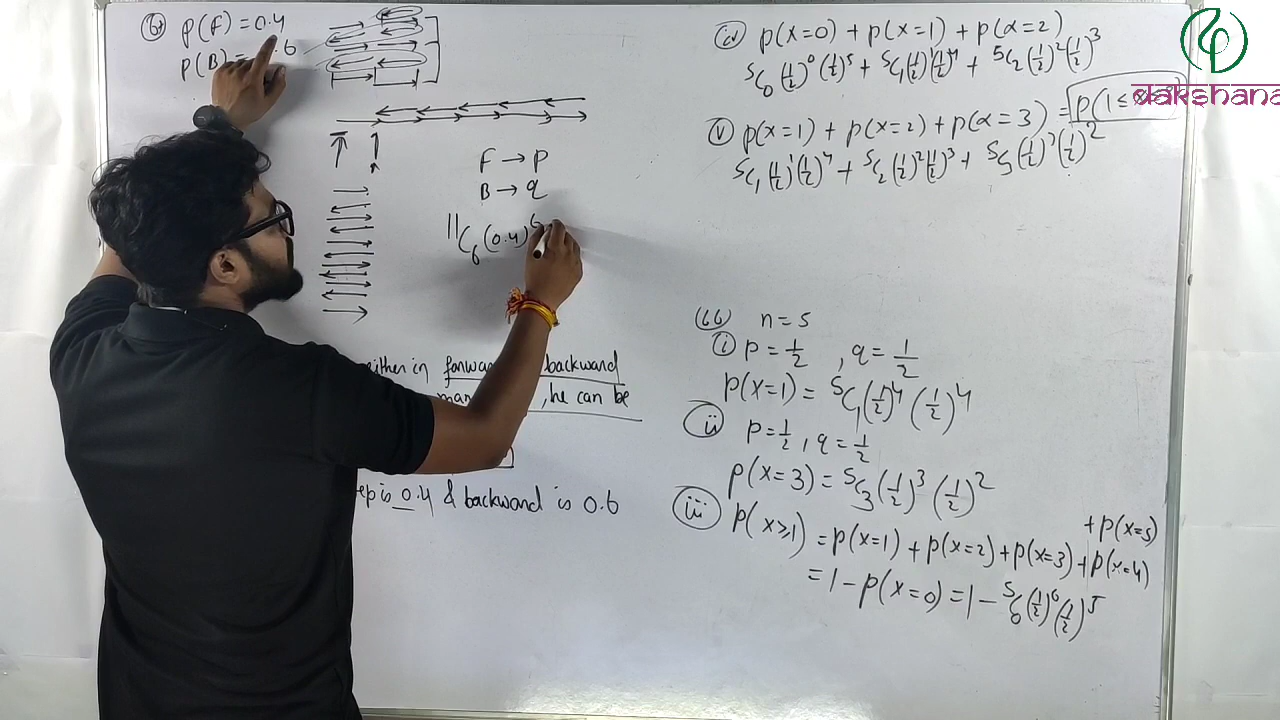 (b) P(F) = 0.4
P(B) = .6
F → P
B → q
11C6 (0.4)6
either in forward backward
man , he can be
ep is 0.4 & backward is 0.6
iv P(x=0) + P(x=1) + P(x=2)
5C0 (1/2)0 (1/2)5 + 5C1 (1/2)1 (1/2)4 + 5C2 (1/2)2 (1/2)3
v P(x=1) + P(x=2) + P(x=3) = P(1 ≤
5C1 (1/2)1 (1/2)4 + 5C2 (1/2)2 (1/2)3 + 5C3 (1/2)3 (1/2)2
(66) n = 5
i P = 1/2 , q = 1/2
P(x=1) = 5C1 (1/2)4 (1/2)4
ii P = 1/2 , q = 1/2
P(x=3) = 5C3 (1/2)3 (1/2)2
iii P(x≥1) = P(x=1) + P(x=2) + P(x=3) + P(x=4)
+ P(x=5)
= 1 - P(x=0) = 1 - 5C0 (1/2)0 (1/2)5
dakshana